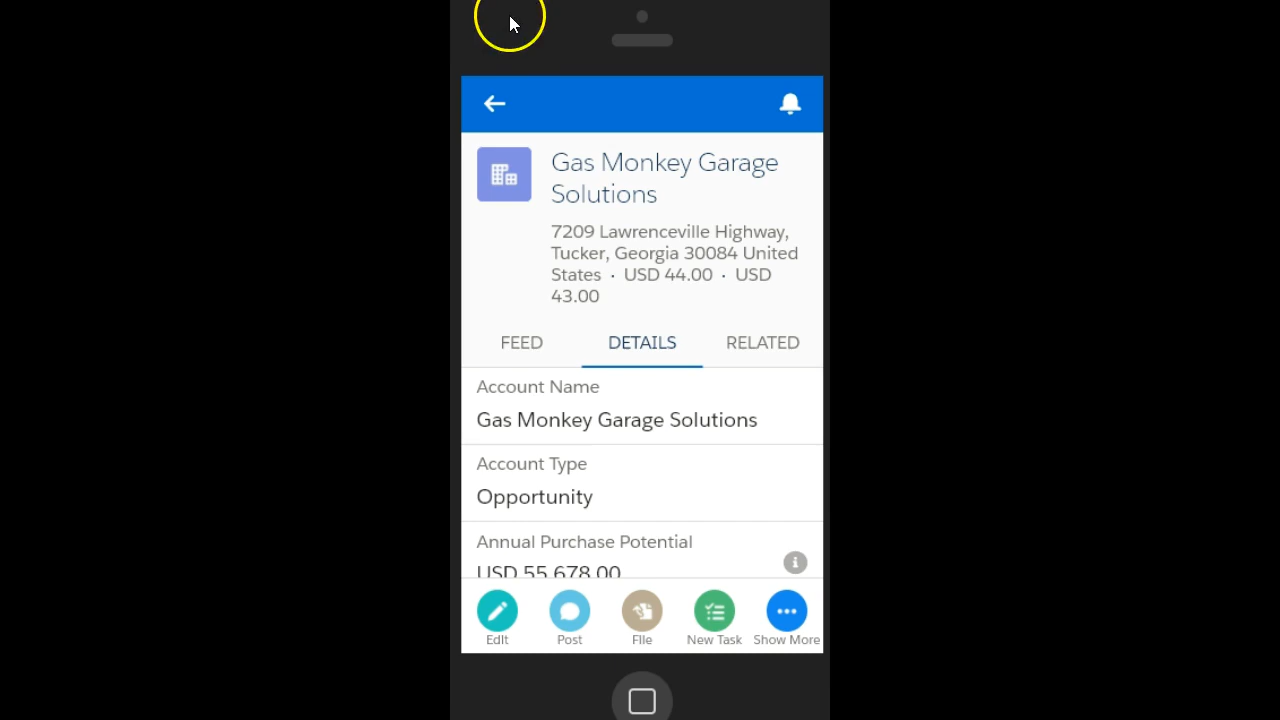 Gas Monkey Garage
Solutions
7209 Lawrenceville Highway,
Tucker, Georgia 30084 United
States · USD 44.00 · USD
43.00
FEED DETAILS RELATED
Account Name
Gas Monkey Garage Solutions
Account Type
Opportunity
Annual Purchase Potential
USD 55,678.00
Edit Post File New Task Show More